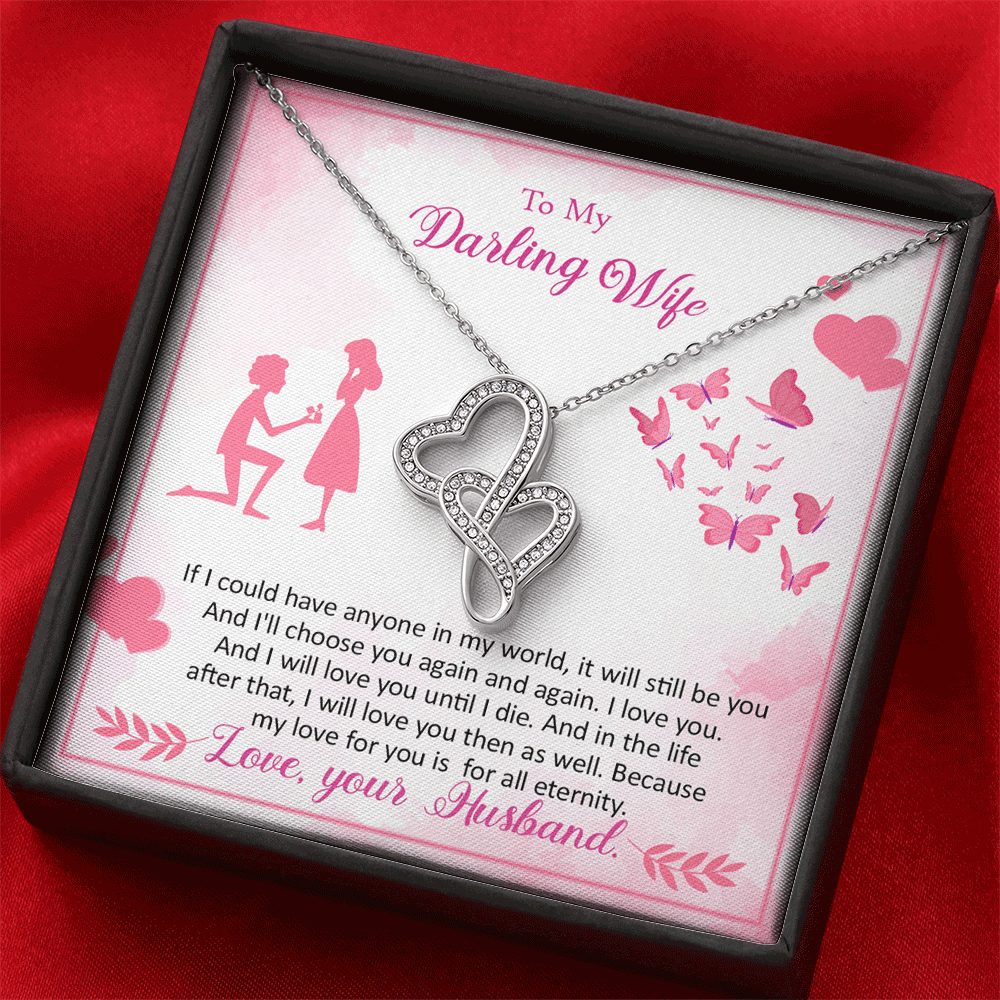 To My
Darling Wife
If I could have anyone in my world, it will still be you
And I'll choose you again and again. I love you.
And I will love you until I die. And in the life
after that, I will love you then as well. Because
my love for you is for all eternity.
Love, your Husband.